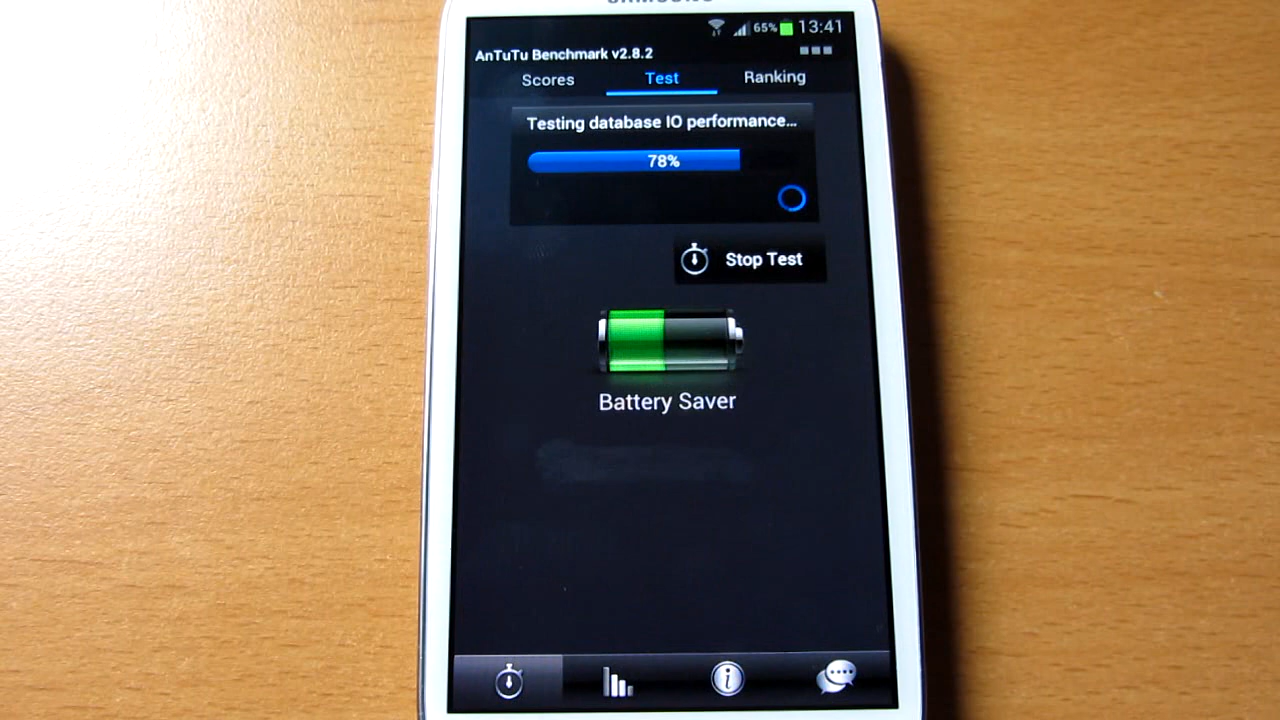 SAMSUNG
65% 13:41
AnTuTu Benchmark v2.8.2
Scores Test Ranking
Testing database IO performance...
78%
Stop Test
Battery Saver
i